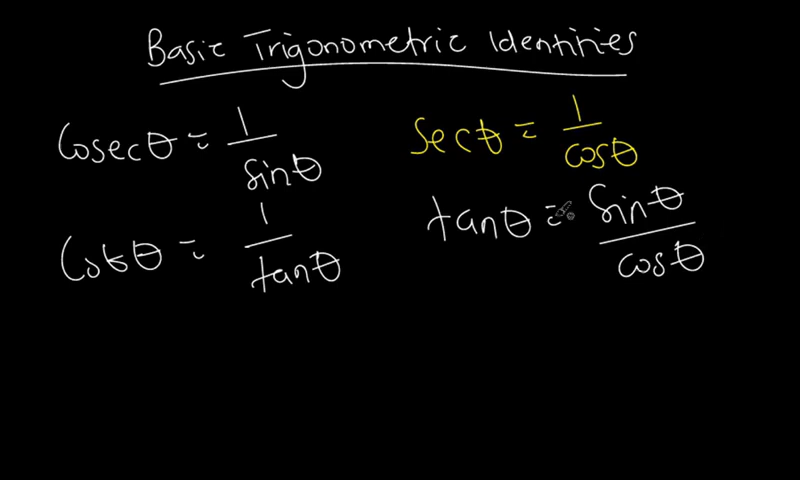 Basic Trigonometric Identities
Cosecθ = 1/sinθ
secθ = 1/cosθ
Cotθ = 1/tanθ
tanθ = sinθ/cosθ